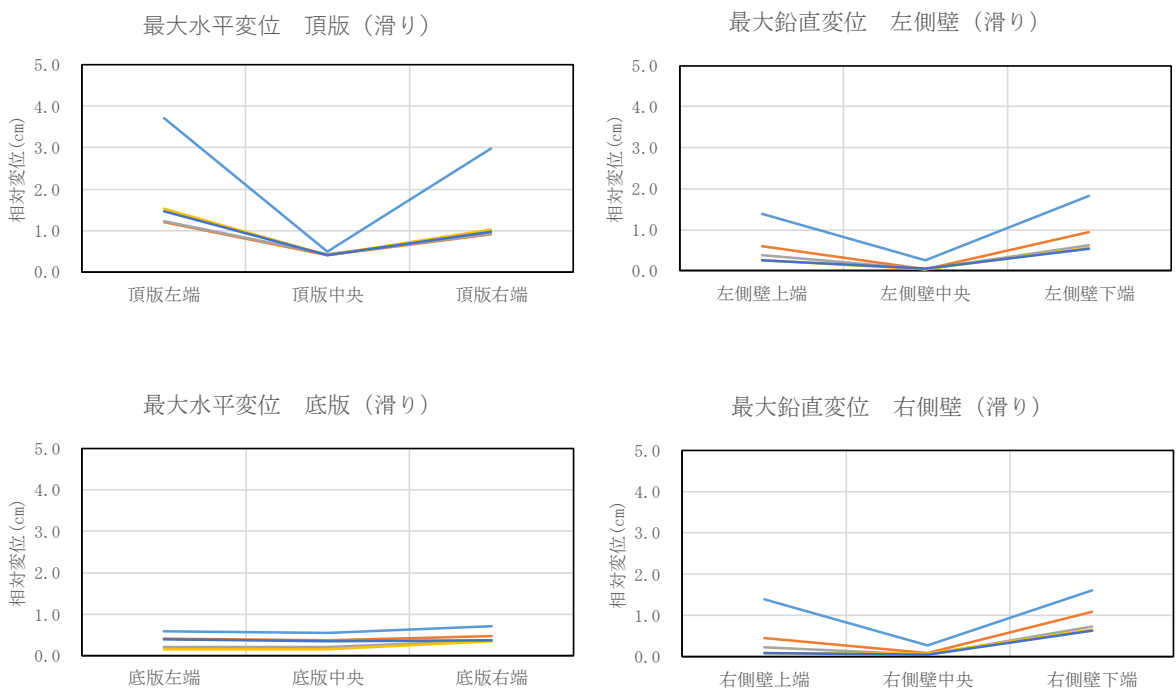 最大水平変位　頂版（滑り）
相対変位(cm)
5.0
4.0
3.0
2.0
1.0
0.0
頂版左端
頂版中央
頂版右端
最大鉛直変位　左側壁（滑り）
相対変位(cm)
5.0
4.0
3.0
2.0
1.0
0.0
左側壁上端
左側壁中央
左側壁下端
最大水平変位　底版（滑り）
相対変位(cm)
5.0
4.0
3.0
2.0
1.0
0.0
底版左端
底版中央
底版右端
最大鉛直変位　右側壁（滑り）
相対変位(cm)
5.0
4.0
3.0
2.0
1.0
0.0
右側壁上端
右側壁中央
右側壁下端